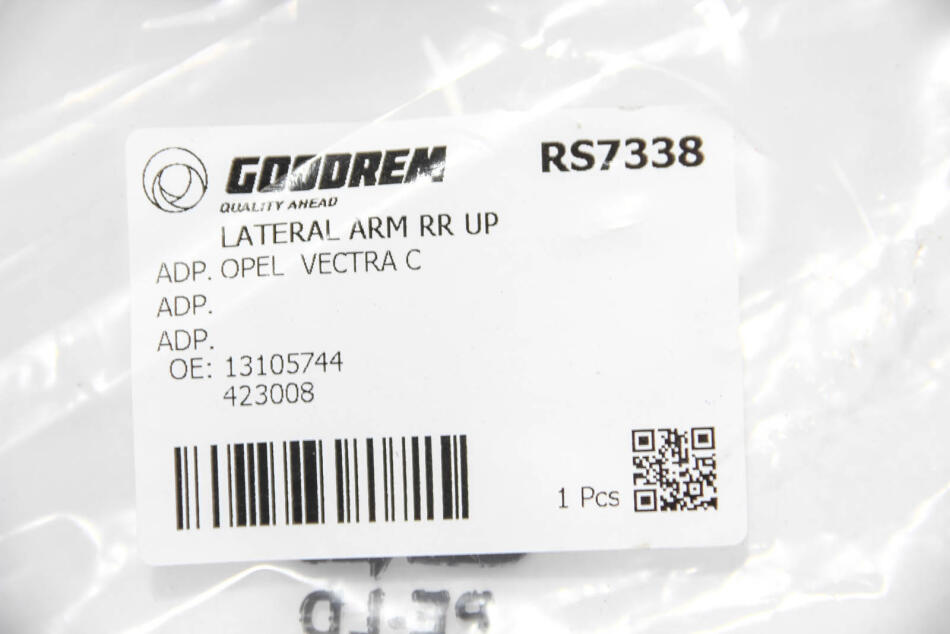 GOODREM
QUALITY AHEAD
RS7338
LATERAL ARM RR UP
ADP. OPEL VECTRA C
ADP.
ADP.
OE: 13105744
423008
1 Pcs